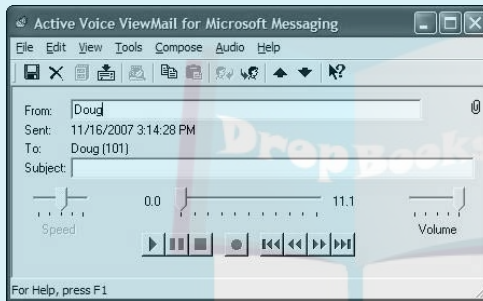 Active Voice ViewMail for Microsoft Messaging
File Edit View Tools Compose Audio Help
From: Doug
Sent: 11/16/2007 3:14:28 PM
To: Doug (101)
Subject:
0.0 11.1
Speed Volume
For Help, press F1
DropBooks